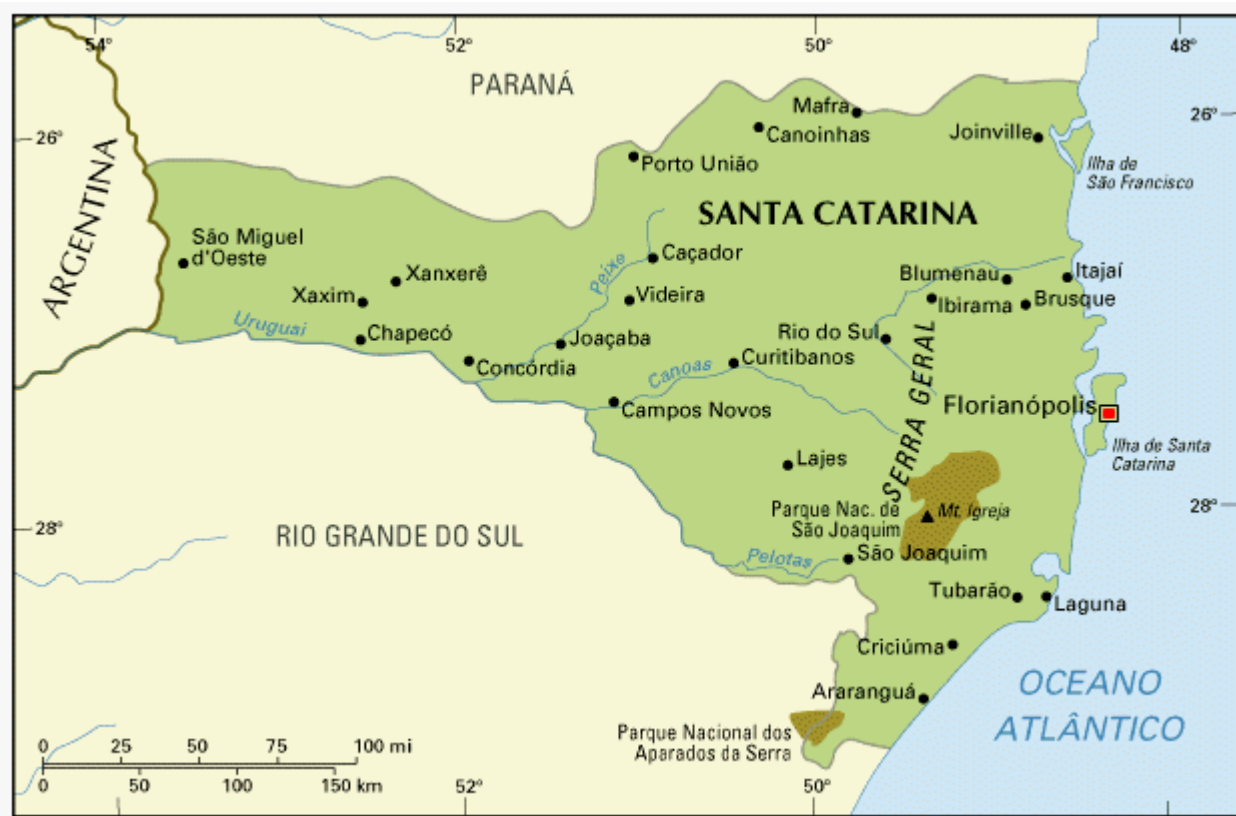 54°
52°
50°
48°
PARANÁ
Mafra
26°
Canoinhas
Joinville
26°
ARGENTINA
Porto União
Ilha de
São Francisco
SANTA CATARINA
São Miguel
d'Oeste
Caçador
Peixe
Xanxerê
Blumenau
Itajaí
Xaxim
Videira
Ibirama
Brusque
Uruguai
Chapecó
Joaçaba
Rio do Sul
Concórdia
Canoas
Curitibanos
SERRA GERAL
Campos Novos
Florianópolis
Ilha de Santa
Catarina
Lajes
28°
Parque Nac. de
São Joaquim
Mt. Igreja
28°
RIO GRANDE DO SUL
Pelotas
São Joaquim
Tubarão
Laguna
Criciúma
Araranguá
OCEANO
ATLÂNTICO
Parque Nacional dos
Aparados da Serra
0 25 50 75 100 mi
0 50 100 150 km
52°
50°